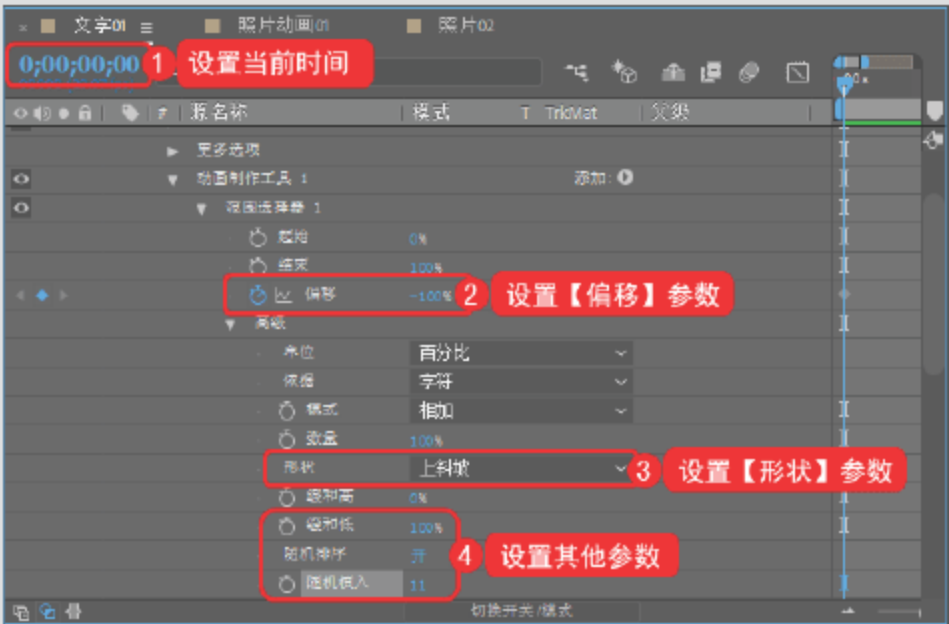 × 文字01 ≡ 照片动画01 照片02
0;00;00;00 1 设置当前时间
# 源名称 模式 T TrkMat 父级
更多选项
动画制作工具 1 添加:
范围选择器 1
起始 0%
结束 100%
偏移 -100% 2 设置【偏移】参数
高级
单位 百分比
依据 字符
模式 相加
数量 100%
形状 上斜坡 3 设置【形状】参数
缓和高 0%
缓和低 100%
随机排序 开 4 设置其他参数
随机植入 11
切换开关/模式